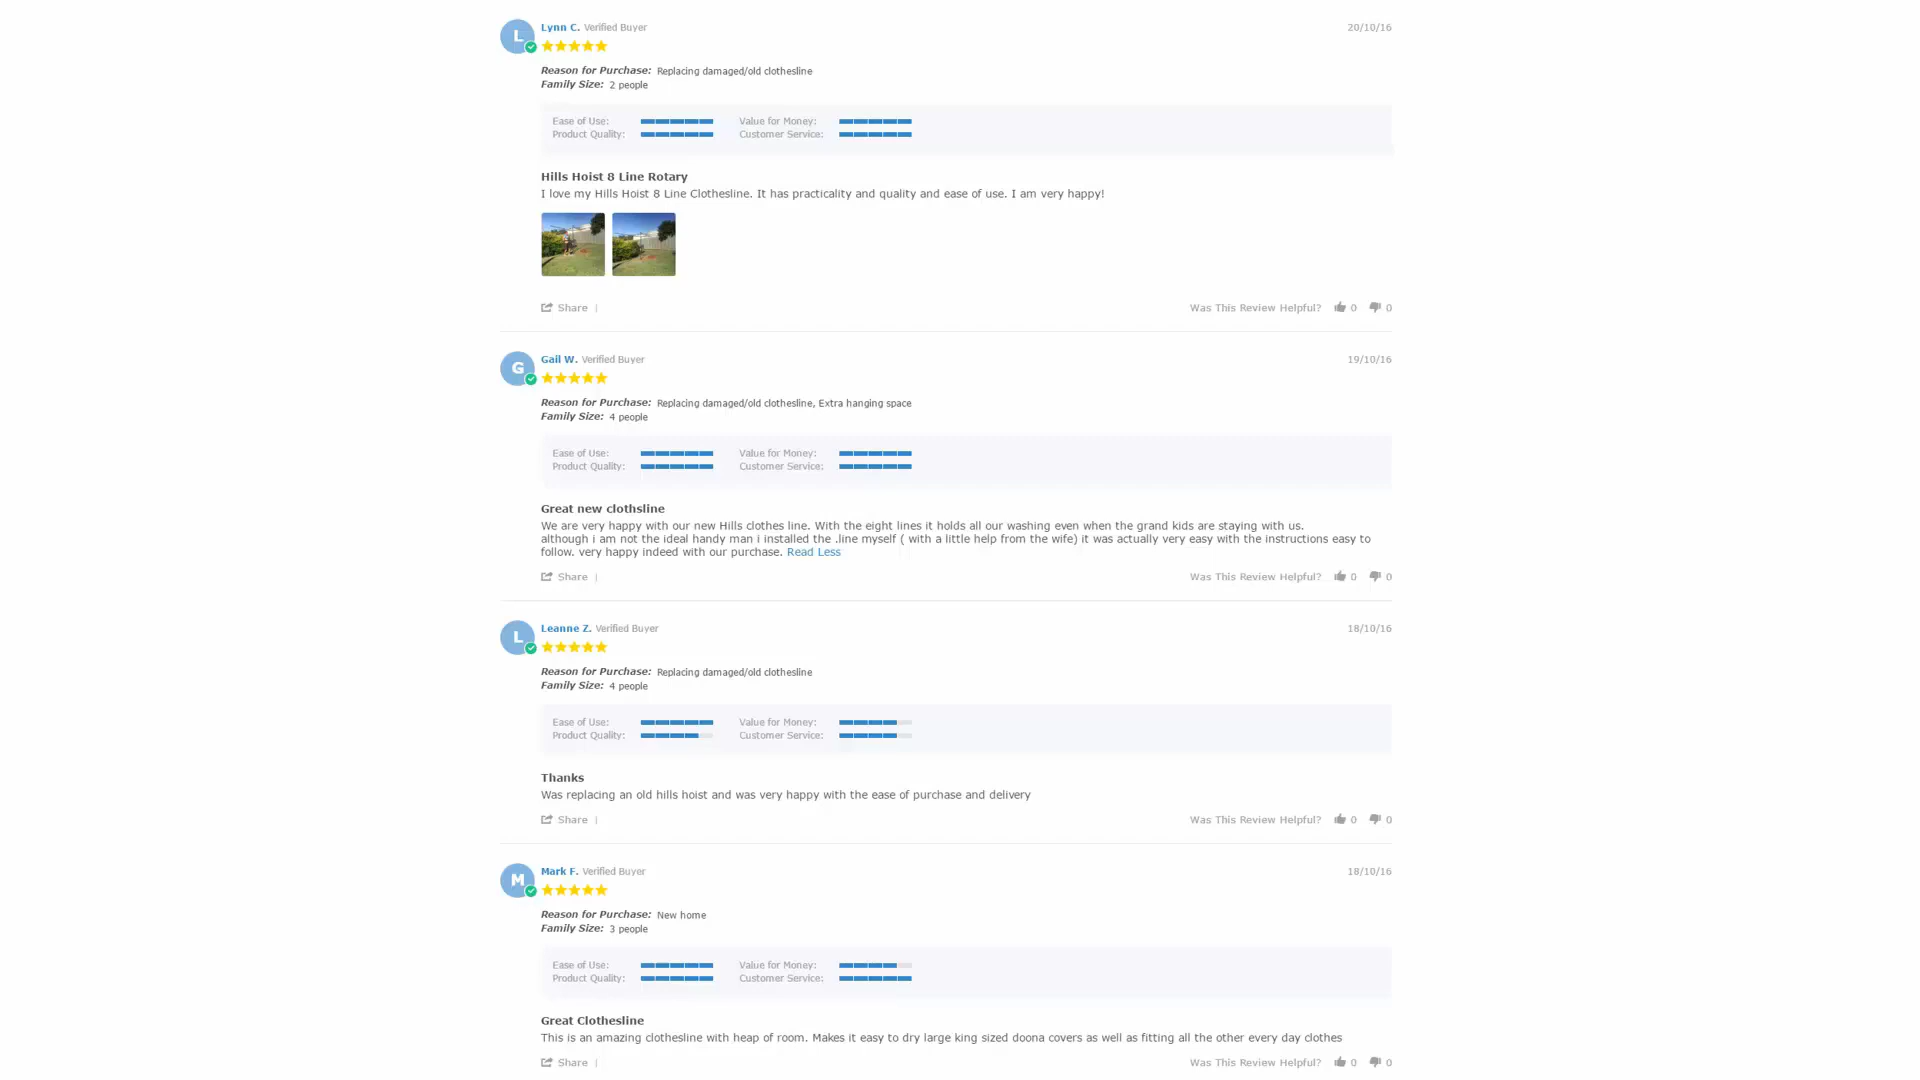 L
Lynn C. Verified Buyer 20/10/16
Reason for Purchase: Replacing damaged/old clothesline
Family Size: 2 people
Ease of Use: Value for Money:
Product Quality: Customer Service:
Hills Hoist 8 Line Rotary
I love my Hills Hoist 8 Line Clothesline. It has practicality and quality and ease of use. I am very happy!
Share | Was This Review Helpful? 0 0
G
Gail W. Verified Buyer 19/10/16
Reason for Purchase: Replacing damaged/old clothesline, Extra hanging space
Family Size: 4 people
Ease of Use: Value for Money:
Product Quality: Customer Service:
Great new clothsline
We are very happy with our new Hills clothes line. With the eight lines it holds all our washing even when the grand kids are staying with us.
although i am not the ideal handy man i installed the .line myself ( with a little help from the wife) it was actually very easy with the instructions easy to
follow. very happy indeed with our purchase. Read Less
Share | Was This Review Helpful? 0 0
L
Leanne Z. Verified Buyer 18/10/16
Reason for Purchase: Replacing damaged/old clothesline
Family Size: 4 people
Ease of Use: Value for Money:
Product Quality: Customer Service:
Thanks
Was replacing an old hills hoist and was very happy with the ease of purchase and delivery
Share | Was This Review Helpful? 0 0
M
Mark F. Verified Buyer 18/10/16
Reason for Purchase: New home
Family Size: 3 people
Ease of Use: Value for Money:
Product Quality: Customer Service:
Great Clothesline
This is an amazing clothesline with heap of room. Makes it easy to dry large king sized doona covers as well as fitting all the other every day clothes
Share | Was This Review Helpful? 0 0